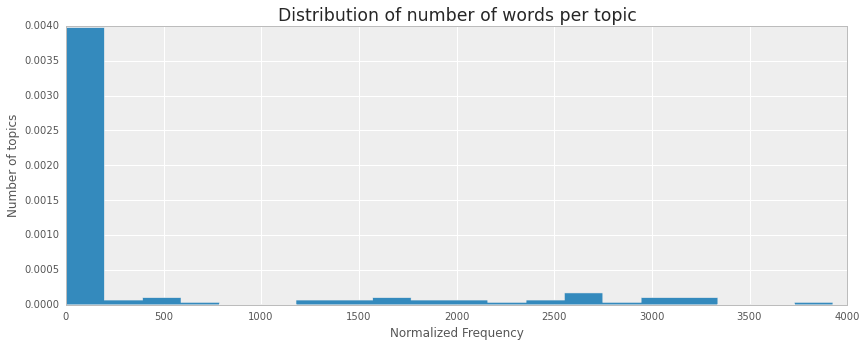 Distribution of number of words per topic
0.0040
0.0035
0.0030
0.0025
0.0020
0.0015
0.0010
0.0005
0.0000
Number of topics
0 500 1000 1500 2000 2500 3000 3500 4000
Normalized Frequency